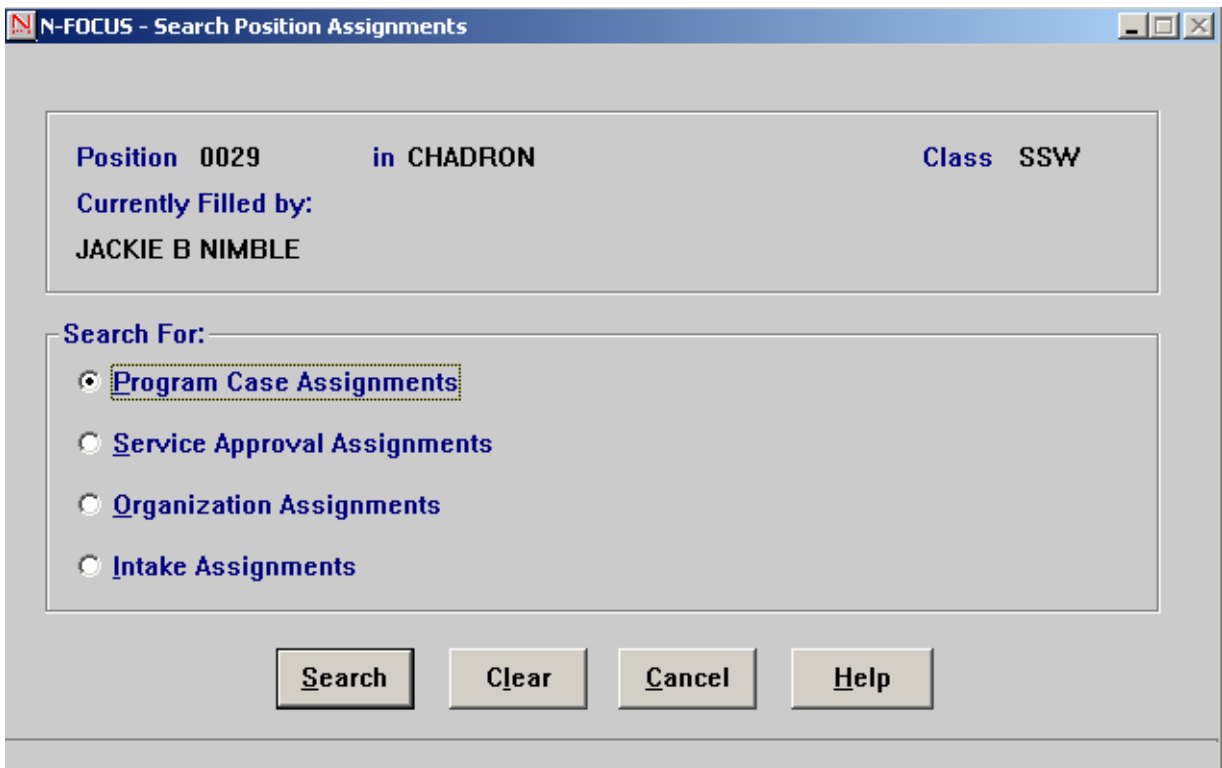 N-FOCUS - Search Position Assignments
Position 0029 in CHADRON Class SSW
Currently Filled by:
JACKIE B NIMBLE
Search For:
Program Case Assignments
Service Approval Assignments
Organization Assignments
Intake Assignments
Search Clear Cancel Help